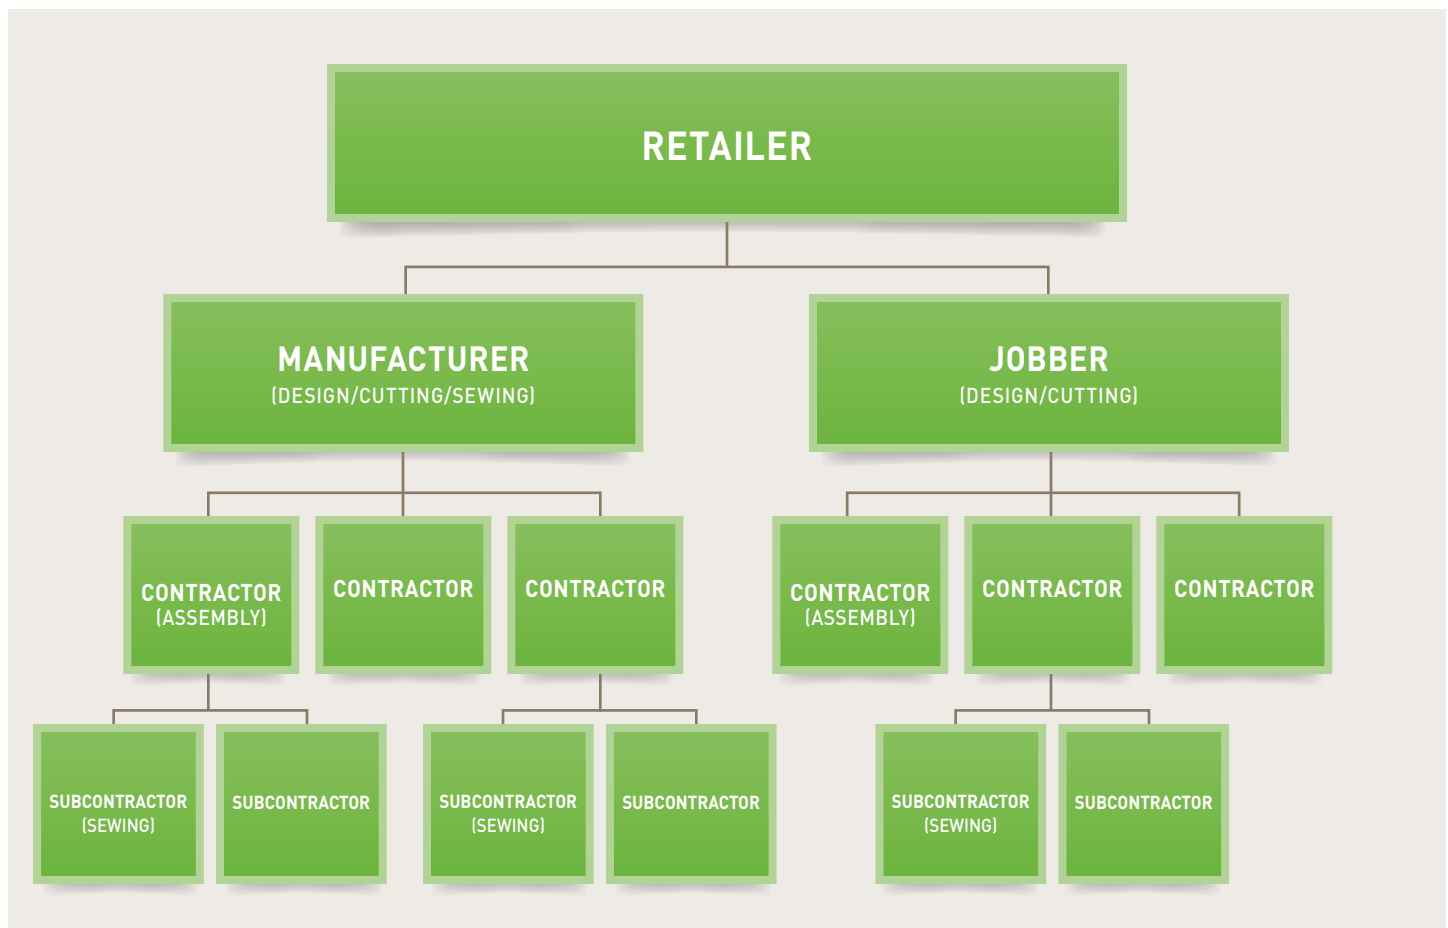 RETAILER
MANUFACTURER
(DESIGN/CUTTING/SEWING)
JOBBER
(DESIGN/CUTTING)
CONTRACTOR
(ASSEMBLY)
CONTRACTOR
CONTRACTOR
CONTRACTOR
(ASSEMBLY)
CONTRACTOR
CONTRACTOR
SUBCONTRACTOR
(SEWING)
SUBCONTRACTOR
SUBCONTRACTOR
(SEWING)
SUBCONTRACTOR
SUBCONTRACTOR
(SEWING)
SUBCONTRACTOR